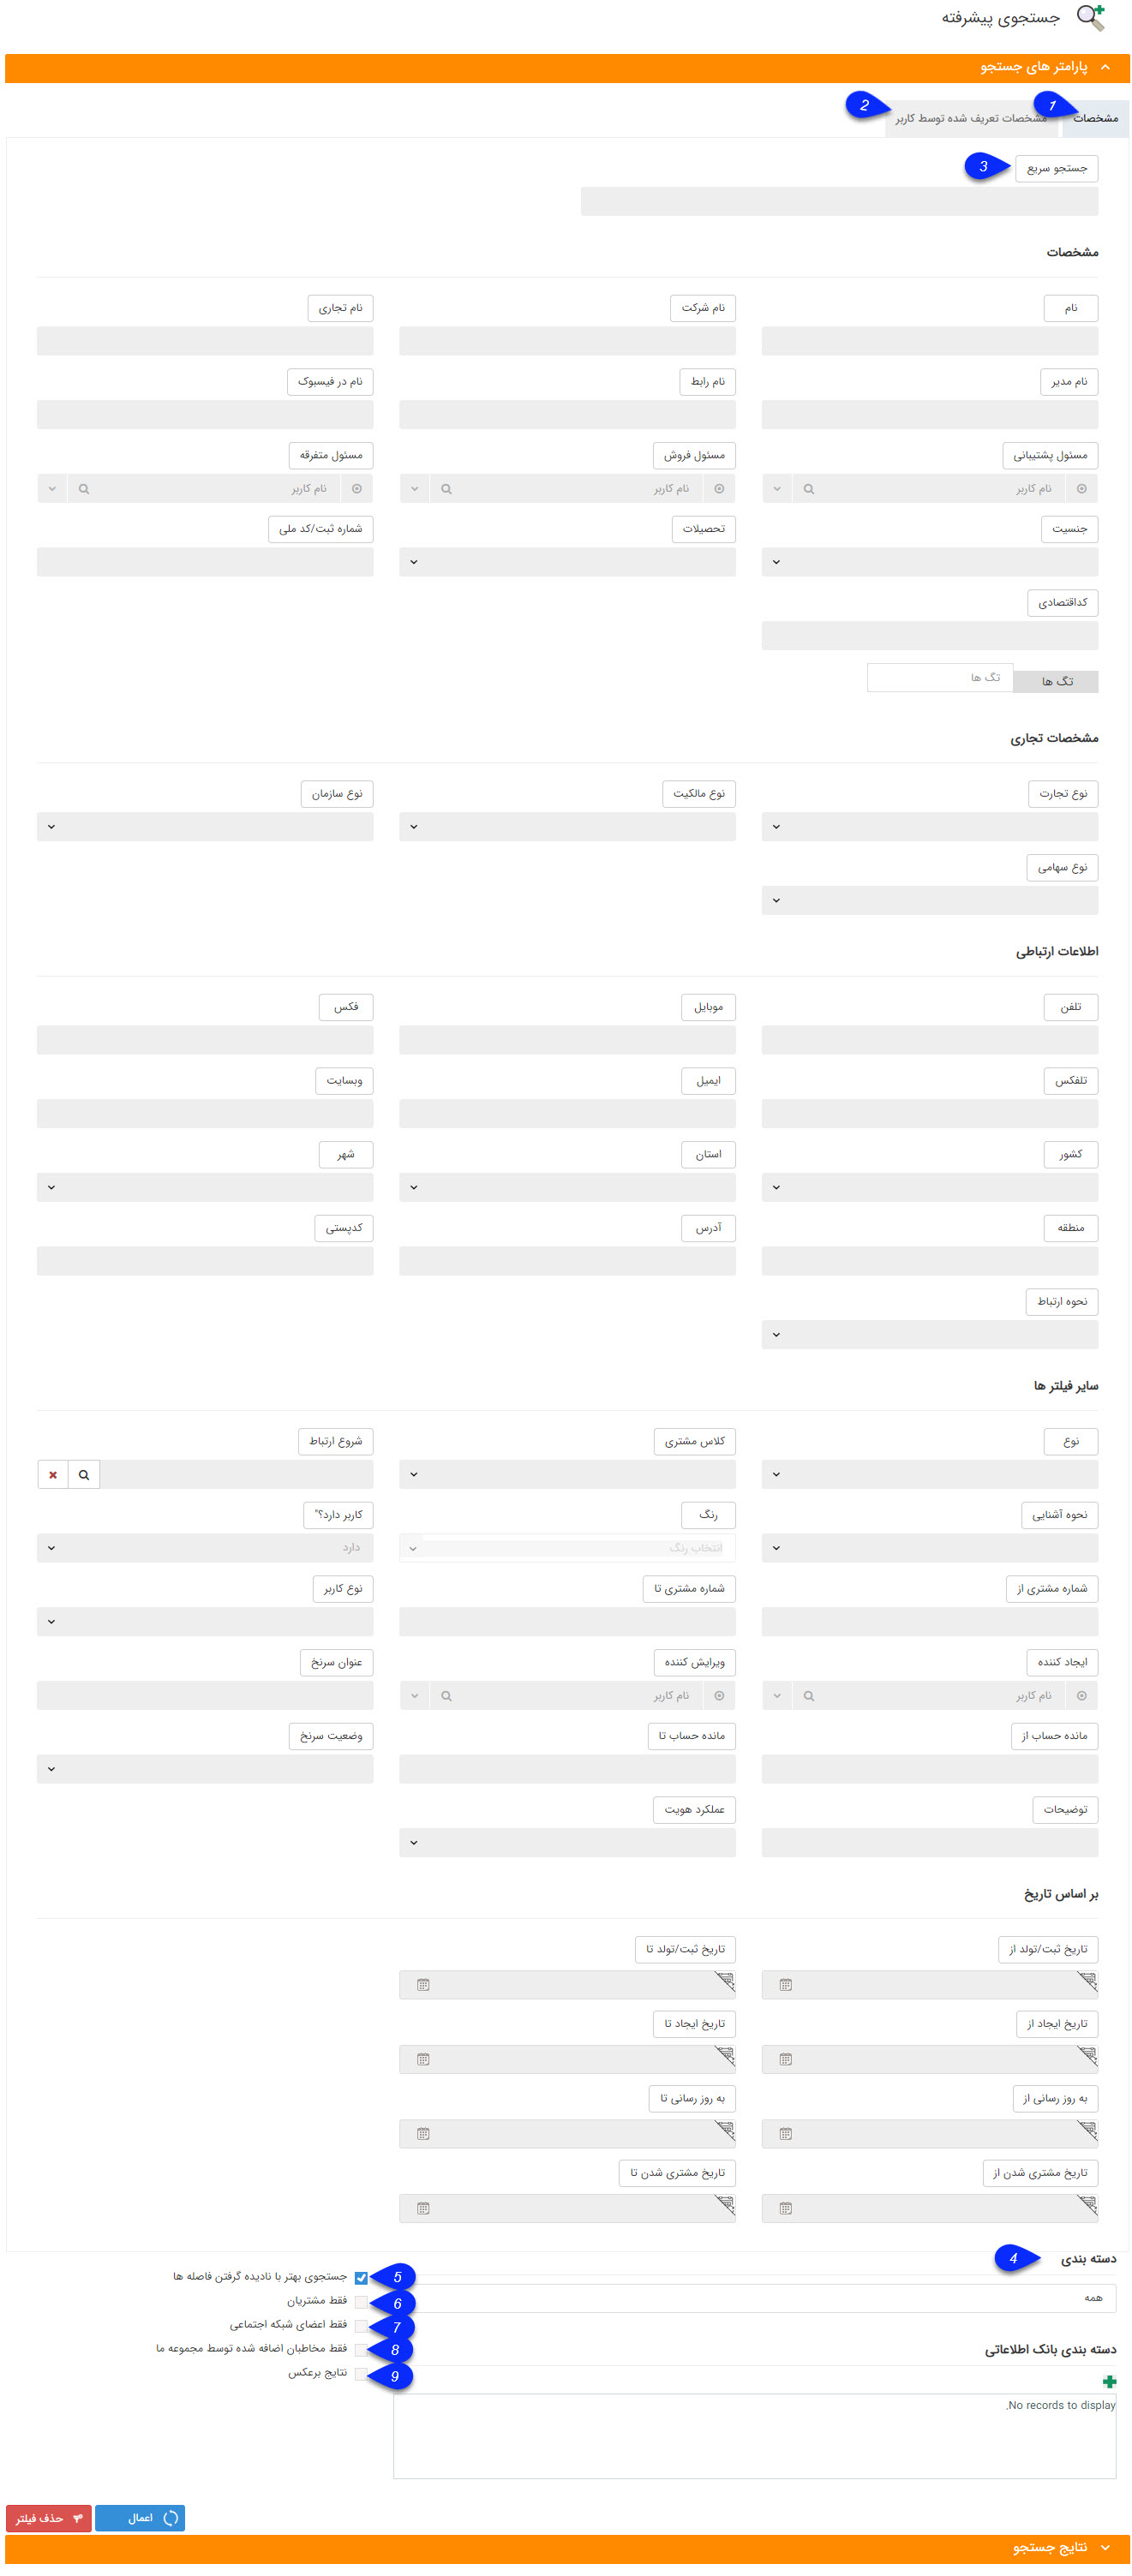 جستجوی پیشرفته
پارامتر های جستجو
مشخصات 1 مشخصات تعریف شده توسط کاربر 2
جستجو سریع 3
مشخصات
نام نام شرکت نام تجاری
نام مدیر نام رابط نام در فیسبوک
مسئول پشتیبانی مسئول فروش مسئول متفرقه
نام کاربر نام کاربر نام کاربر
جنسیت تحصیلات شماره ثبت/کد ملی
کداقتصادی
تگ ها تگ ها
مشخصات تجاری
نوع تجارت نوع مالکیت نوع سازمان
نوع سهامی
اطلاعات ارتباطی
تلفن موبایل فکس
تلفکس ایمیل وبسایت
کشور استان شهر
منطقه آدرس کدپستی
نحوه ارتباط
سایر فیلتر ها
نوع کلاس مشتری شروع ارتباط
نحوه آشنایی رنگ کاربر دارد؟"
انتخاب رنگ دارد
شماره مشتری از شماره مشتری تا نوع کاربر
ایجاد کننده ویرایش کننده عنوان سرنخ
نام کاربر نام کاربر
مانده حساب از مانده حساب تا وضعیت سرنخ
توضیحات عملکرد هویت
بر اساس تاریخ
تاریخ ثبت/تولد از تاریخ ثبت/تولد تا
تاریخ ایجاد از تاریخ ایجاد تا
به روز رسانی از به روز رسانی تا
تاریخ مشتری شدن از تاریخ مشتری شدن تا
دسته بندی 4
همه
دسته بندی بانک اطلاعاتی
No records to display.
5 جستجوی بهتر با نادیده گرفتن فاصله ها
6 فقط مشتریان
7 فقط اعضای شبکه اجتماعی
8 فقط مخاطبان اضافه شده توسط مجموعه ما
9 نتایج برعکس
اعمال حذف فیلتر
نتایج جستجو